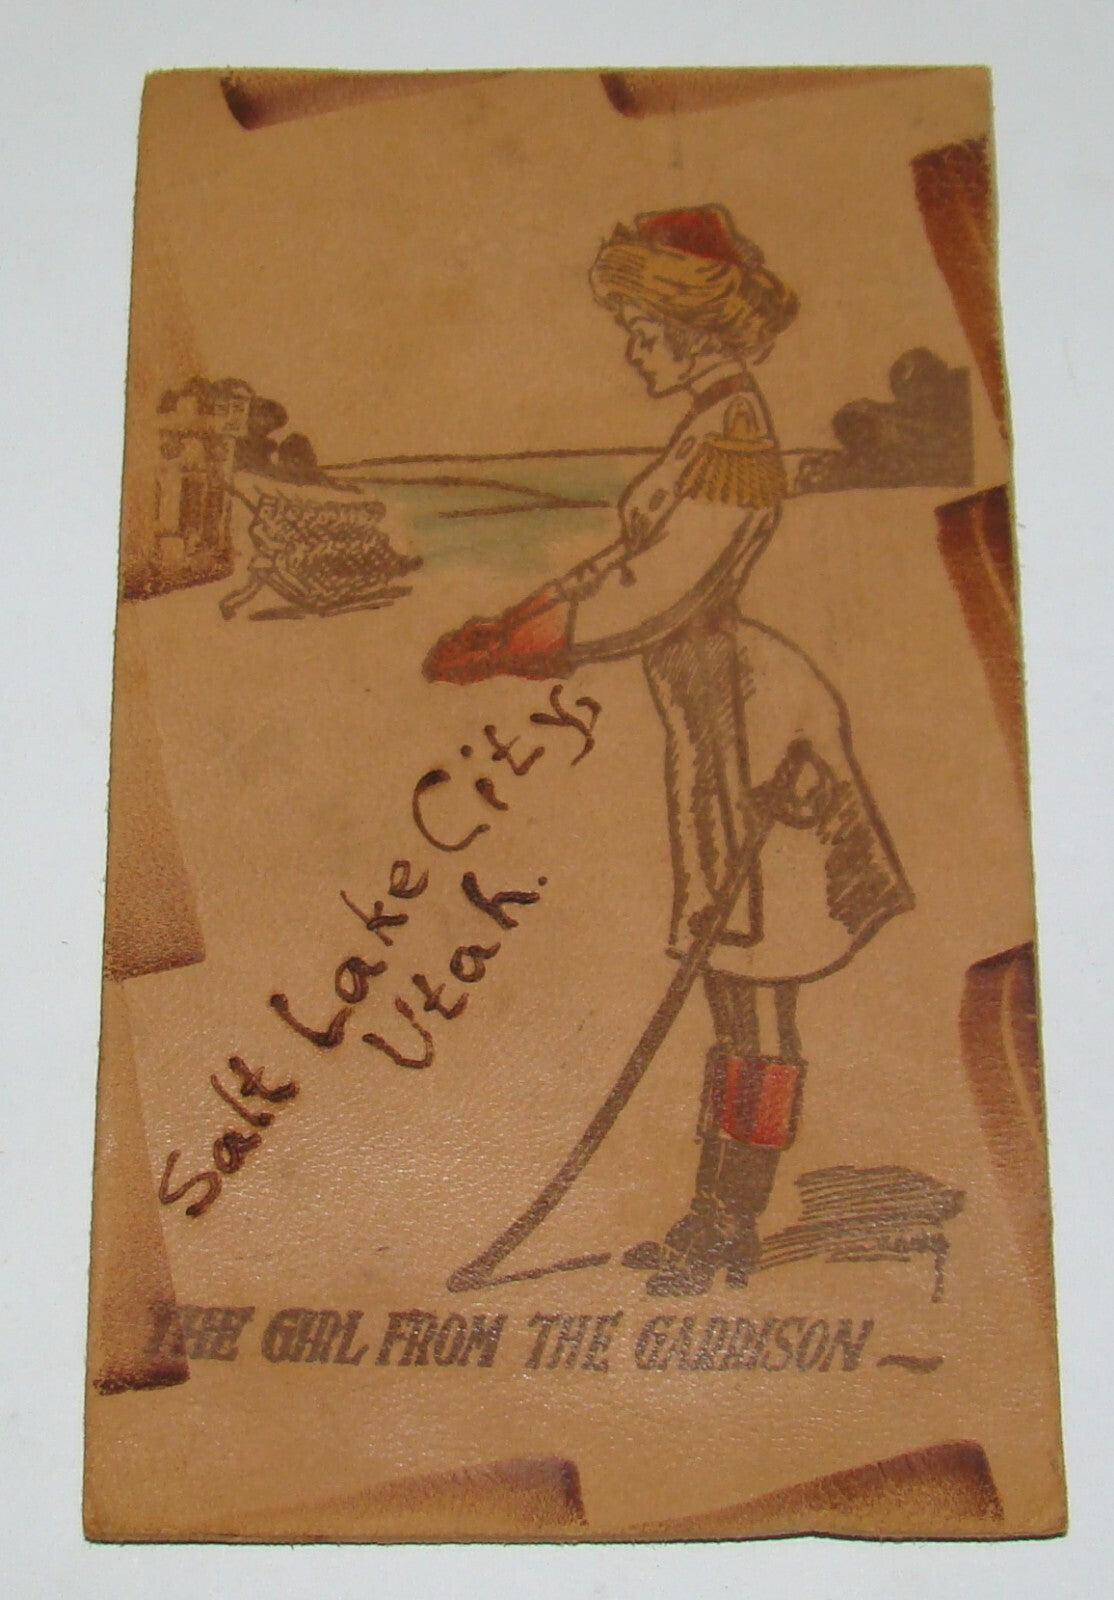 Salt Lake City,
Utah.
THE GIRL FROM THE GARRISON